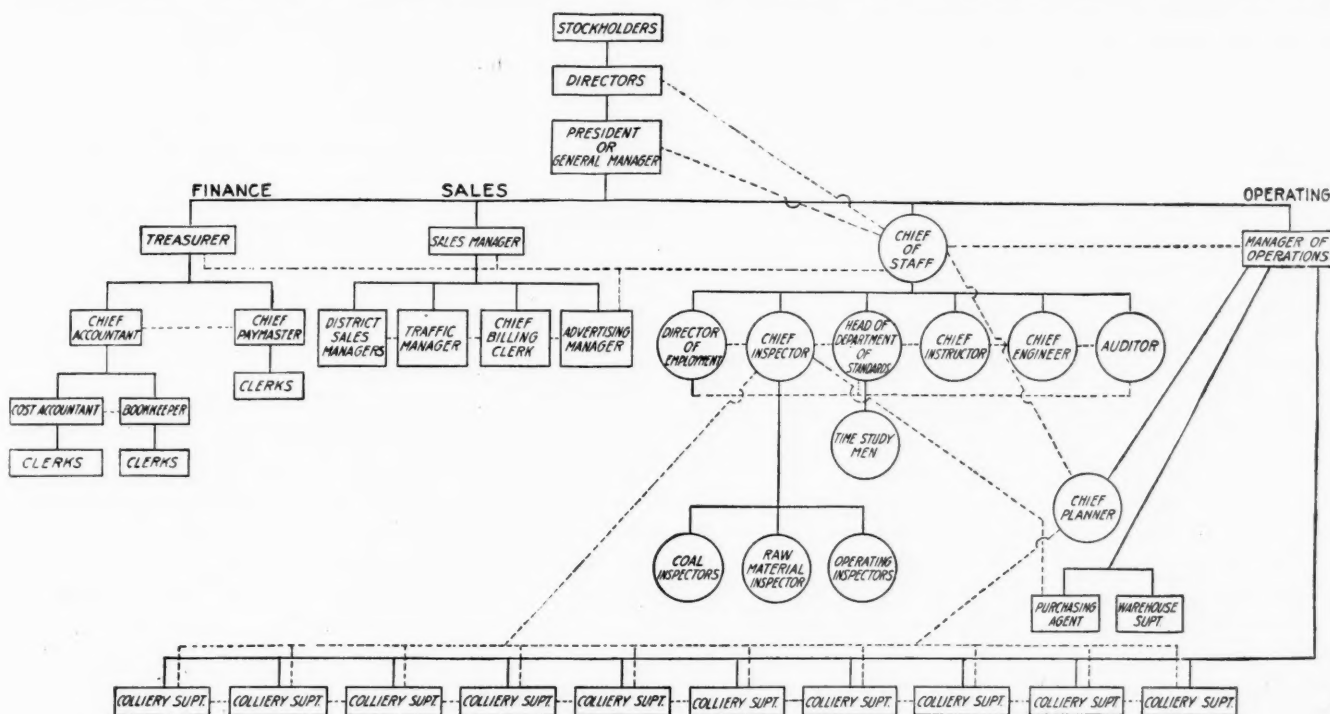 STOCKHOLDERS
DIRECTORS
PRESIDENT
OR
GENERAL MANAGER
FINANCE
SALES
OPERATING
TREASURER
SALES MANAGER
CHIEF
OF
STAFF
MANAGER OF
OPERATIONS
CHIEF
ACCOUNTANT
CHIEF
PAYMASTER
DISTRICT
SALES
MANAGERS
TRAFFIC
MANAGER
CHIEF
BILLING
CLERK
ADVERTISING
MANAGER
DIRECTOR
OF
EMPLOYMENT
CHIEF
INSPECTOR
HEAD OF
DEPARTMENT
OF
STANDARDS
CHIEF
INSTRUCTOR
CHIEF
ENGINEER
AUDITOR
CLERKS
COST ACCOUNTANT
BOOKKEEPER
CLERKS
CLERKS
TIME STUDY
MEN
CHIEF
PLANNER
COAL
INSPECTORS
RAW
MATERIAL
INSPECTOR
OPERATING
INSPECTORS
PURCHASING
AGENT
WAREHOUSE
SUPT.
COLLIERY SUPT.
COLLIERY SUPT.
COLLIERY SUPT.
COLLIERY SUPT.
COLLIERY SUPT.
COLLIERY SUPT.
COLLIERY SUPT.
COLLIERY SUPT.
COLLIERY SUPT.
COLLIERY SUPT.